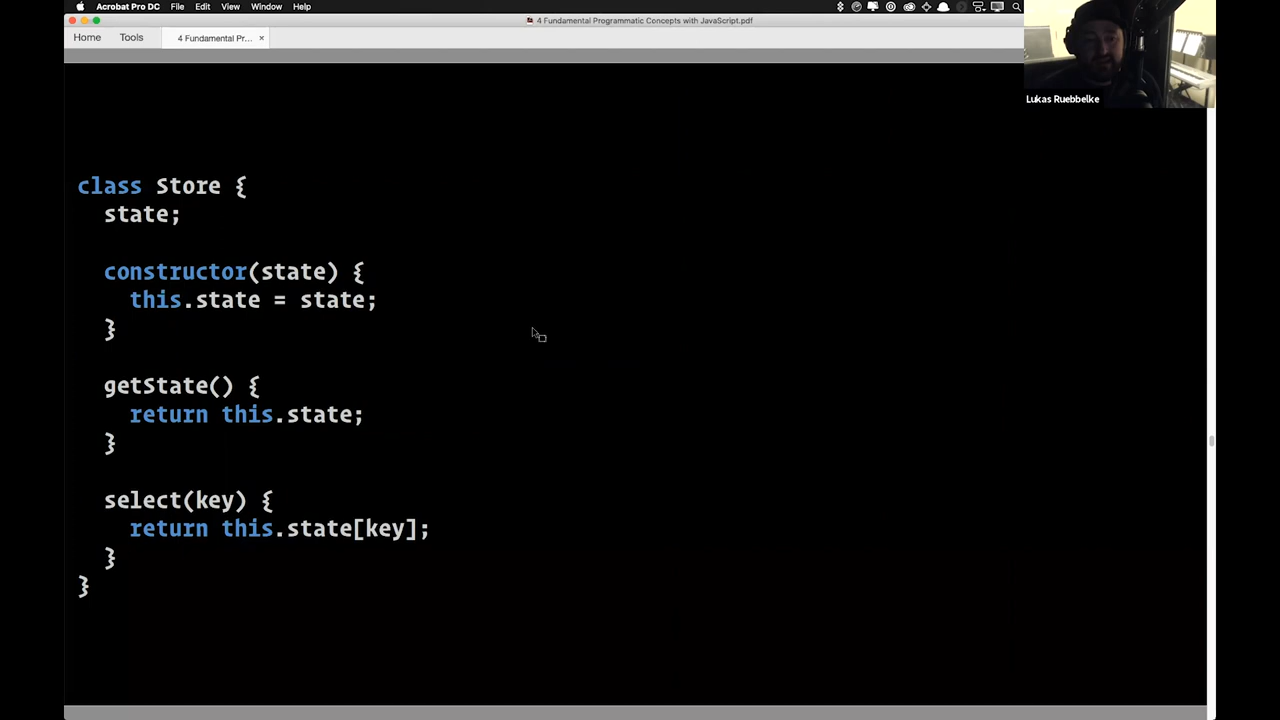 Acrobat Pro DC File Edit View Window Help
4 Fundamental Programmatic Concepts with JavaScript.pdf
Home Tools 4 Fundamental Pr... ×
Lukas Ruebbelke
class Store {
state;
constructor(state) {
this.state = state;
}
getState() {
return this.state;
}
select(key) {
return this.state[key];
}
}